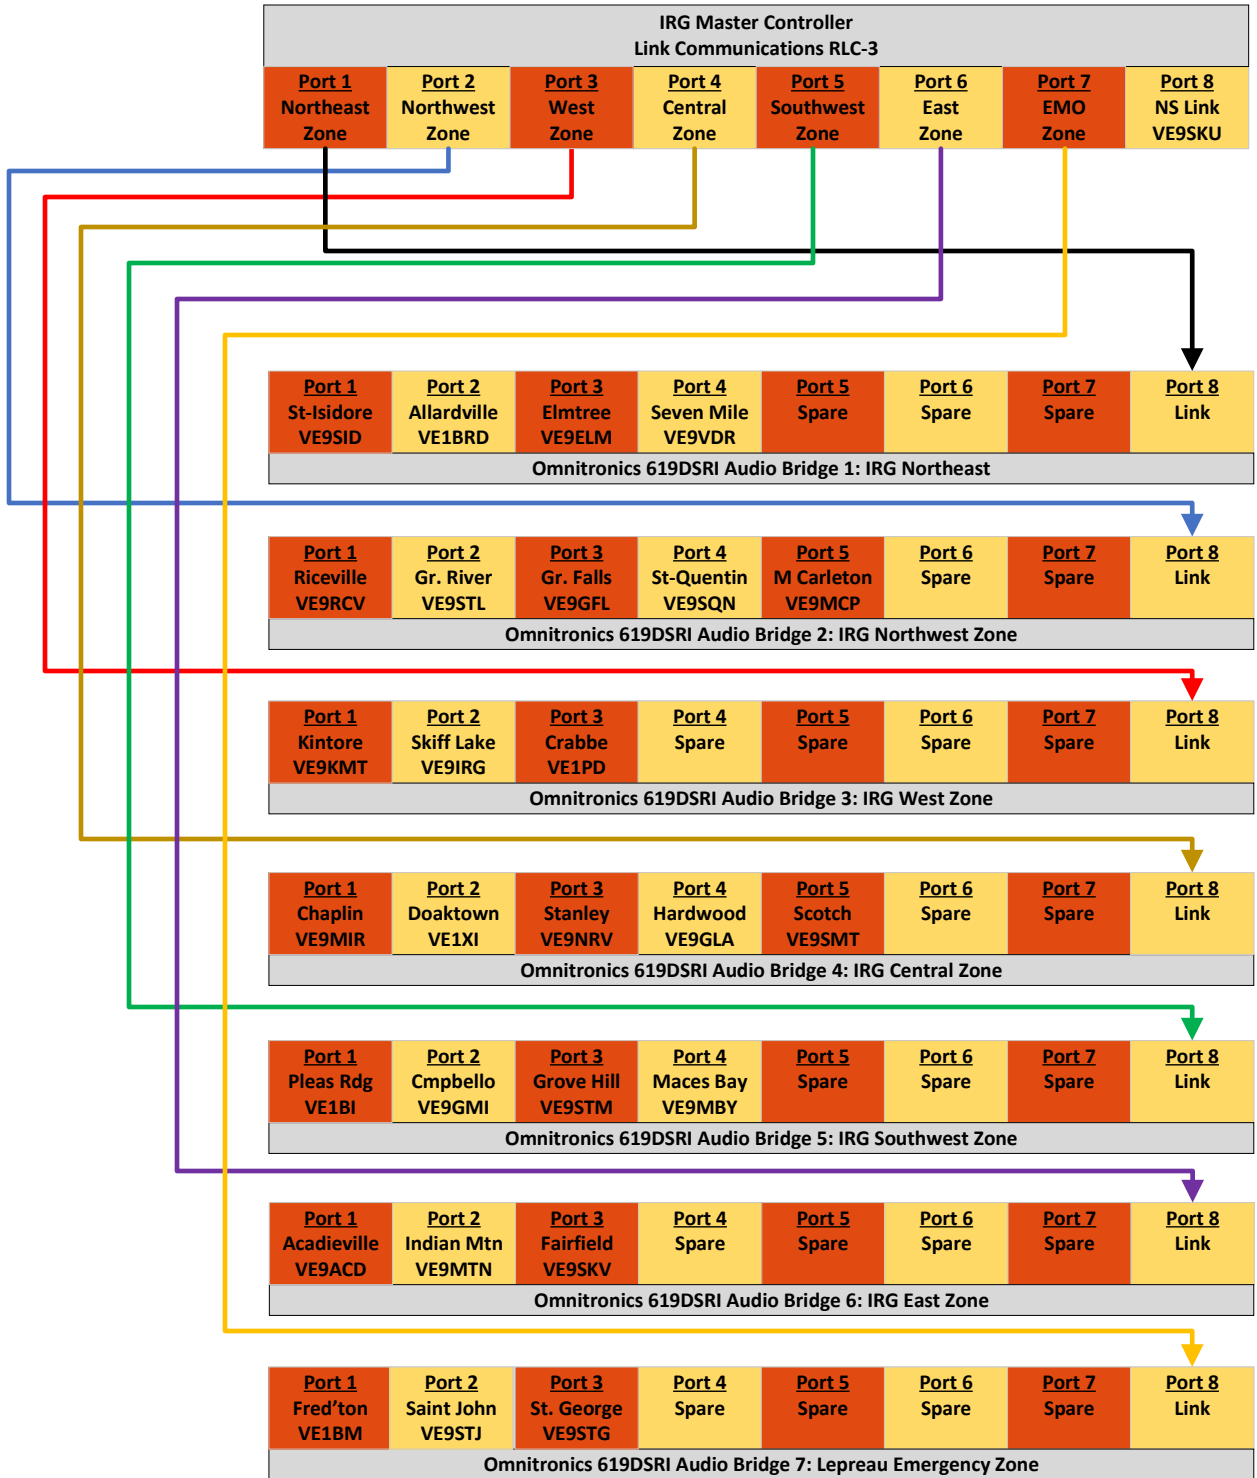 IRG Master Controller
Link Communications RLC-3
Port 1 Port 2 Port 3 Port 4 Port 5 Port 6 Port 7 Port 8
Northeast Northwest West Central Southwest East EMO NS Link
Zone Zone Zone Zone Zone Zone Zone VE9SKU
Port 1 Port 2 Port 3 Port 4 Port 5 Port 6 Port 7 Port 8
St-Isidore Allardville Elmtree Seven Mile Spare Spare Spare Link
VE9SID VE1BRD VE9ELM VE9VDR
Omnitronics 619DSRI Audio Bridge 1: IRG Northeast
Port 1 Port 2 Port 3 Port 4 Port 5 Port 6 Port 7 Port 8
Riceville Gr. River Gr. Falls St-Quentin M Carleton Spare Spare Link
VE9RCV VE9STL VE9GFL VE9SQN VE9MCP
Omnitronics 619DSRI Audio Bridge 2: IRG Northwest Zone
Port 1 Port 2 Port 3 Port 4 Port 5 Port 6 Port 7 Port 8
Kintore Skiff Lake Crabbe Spare Spare Spare Spare Link
VE9KMT VE9IRG VE1PD
Omnitronics 619DSRI Audio Bridge 3: IRG West Zone
Port 1 Port 2 Port 3 Port 4 Port 5 Port 6 Port 7 Port 8
Chaplin Doaktown Stanley Hardwood Scotch Spare Spare Link
VE9MIR VE1XI VE9NRV VE9GLA VE9SMT
Omnitronics 619DSRI Audio Bridge 4: IRG Central Zone
Port 1 Port 2 Port 3 Port 4 Port 5 Port 6 Port 7 Port 8
Pleas Rdg Cmpbello Grove Hill Maces Bay Spare Spare Spare Link
VE1BI VE9GMI VE9STM VE9MBY
Omnitronics 619DSRI Audio Bridge 5: IRG Southwest Zone
Port 1 Port 2 Port 3 Port 4 Port 5 Port 6 Port 7 Port 8
Acadieville Indian Mtn Fairfield Spare Spare Spare Spare Link
VE9ACD VE9MTN VE9SKV
Omnitronics 619DSRI Audio Bridge 6: IRG East Zone
Port 1 Port 2 Port 3 Port 4 Port 5 Port 6 Port 7 Port 8
Fred'ton Saint John St. George Spare Spare Spare Spare Link
VE1BM VE9STJ VE9STG
Omnitronics 619DSRI Audio Bridge 7: Lepreau Emergency Zone